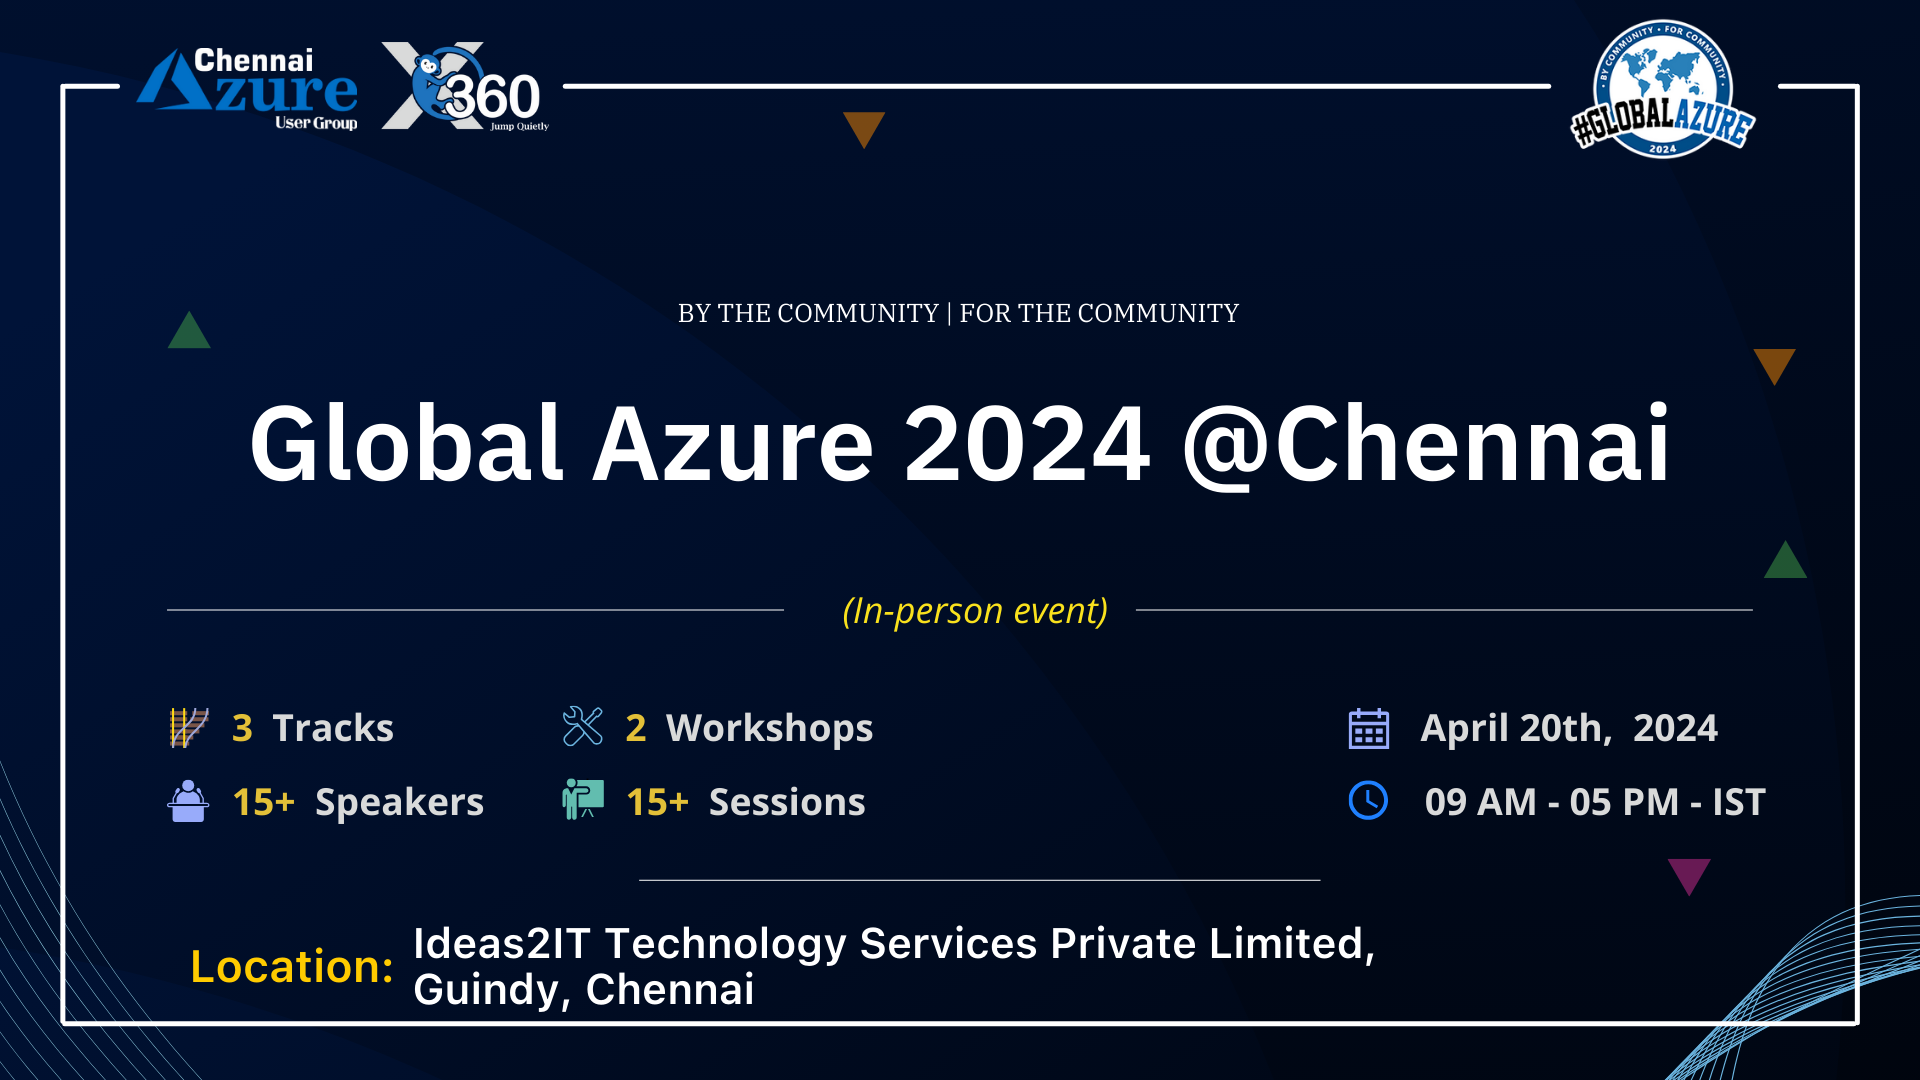 Chennai
Azure
User Group
X360
Jump Quietly
BY COMMUNITY • FOR COMMUNITY
#GLOBALAZURE
2024
BY THE COMMUNITY | FOR THE COMMUNITY
Global Azure 2024 @Chennai
(In-person event)
3 Tracks
2 Workshops
April 20th, 2024
15+ Speakers
15+ Sessions
09 AM - 05 PM - IST
Location: Ideas2IT Technology Services Private Limited,
Guindy, Chennai